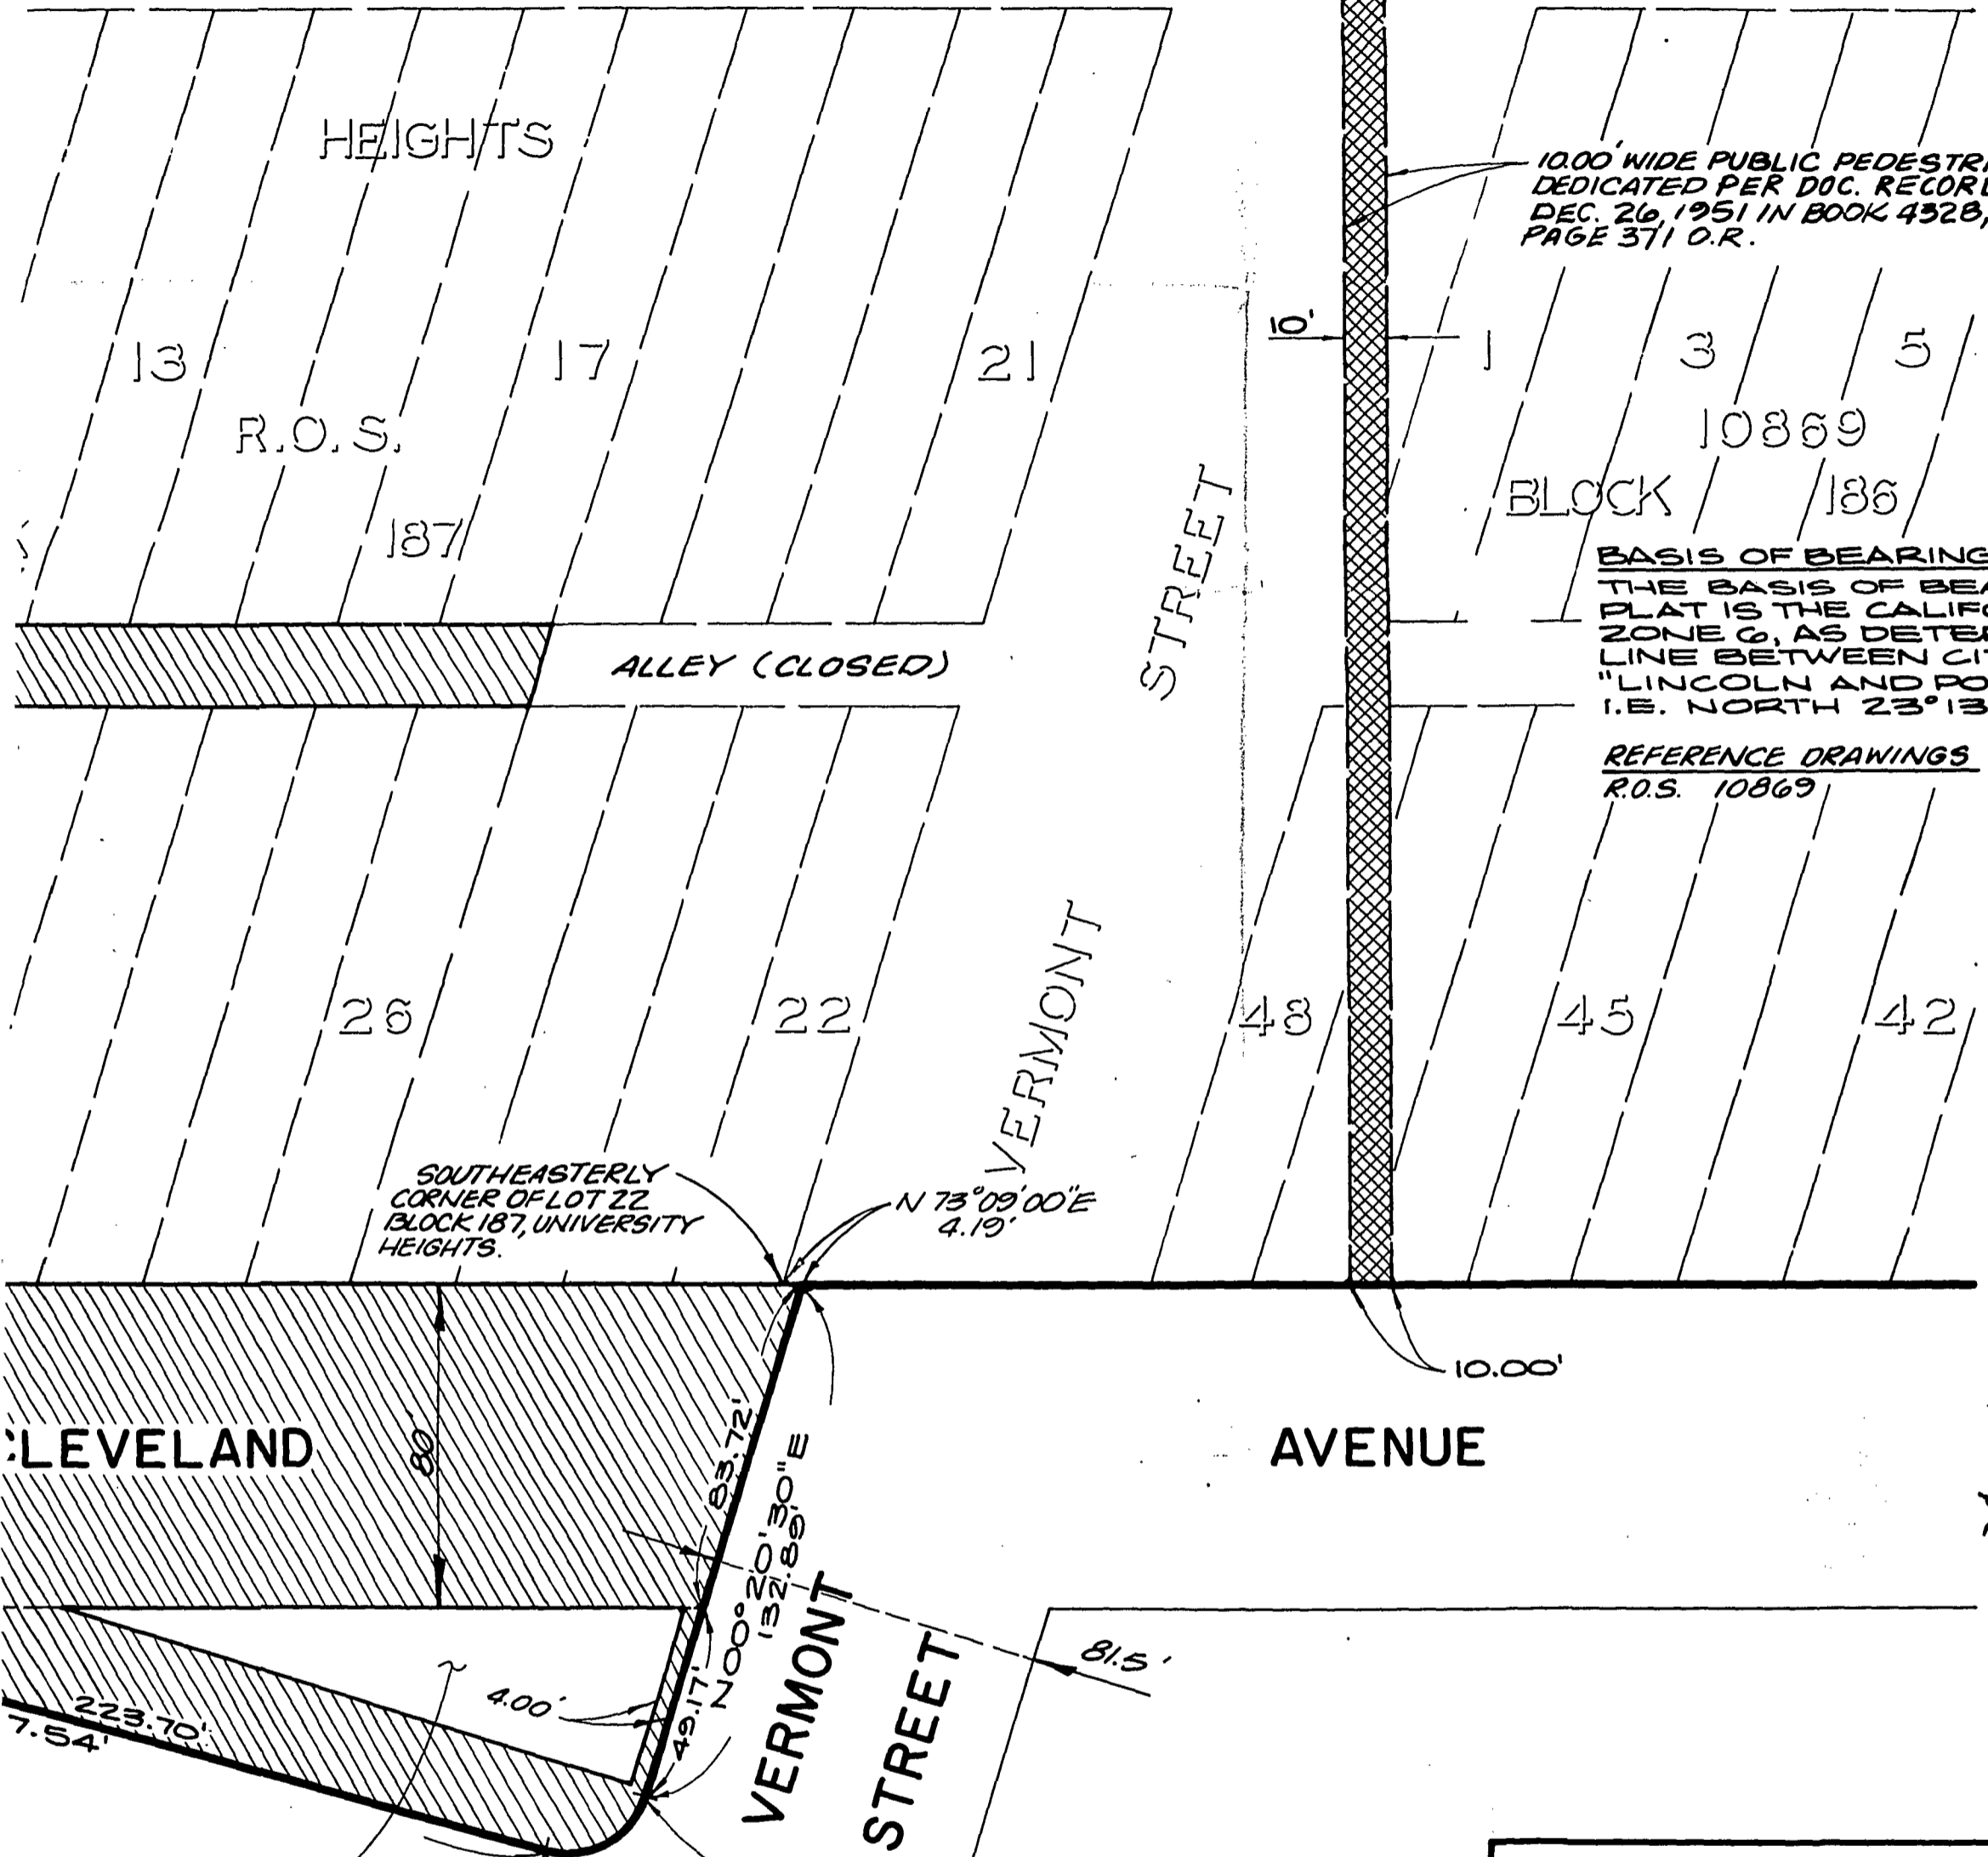 HEIGHTS
10.00' WIDE PUBLIC PEDESTR
DEDICATED PER DOC. RECOR
DEC. 26, 1951 IN BOOK 4328,
PAGE 371 O.R.
10'
13
17
21
1
3
5
R.O.S.
10869
187
BLOCK 186
STREET
BASIS OF BEARING
THE BASIS OF BEA
PLAT IS THE CALIF
ZONE 6, AS DETE
LINE BETWEEN CI
"LINCOLN AND PO
I.E. NORTH 23°13
ALLEY (CLOSED)
REFERENCE DRAWINGS
R.O.S. 10869
26
22
VERMONT
48
45
42
SOUTHEASTERLY
CORNER OF LOT 22
BLOCK 187, UNIVERSITY
HEIGHTS.
N 73°09'00"E
4.19'
10.00'
CLEVELAND
80'
AVENUE
83.72'
N 00°20'30"E
132.89'
49.17'
VERMONT
STREET
81.5'
4.00'
223.70'
7.54'